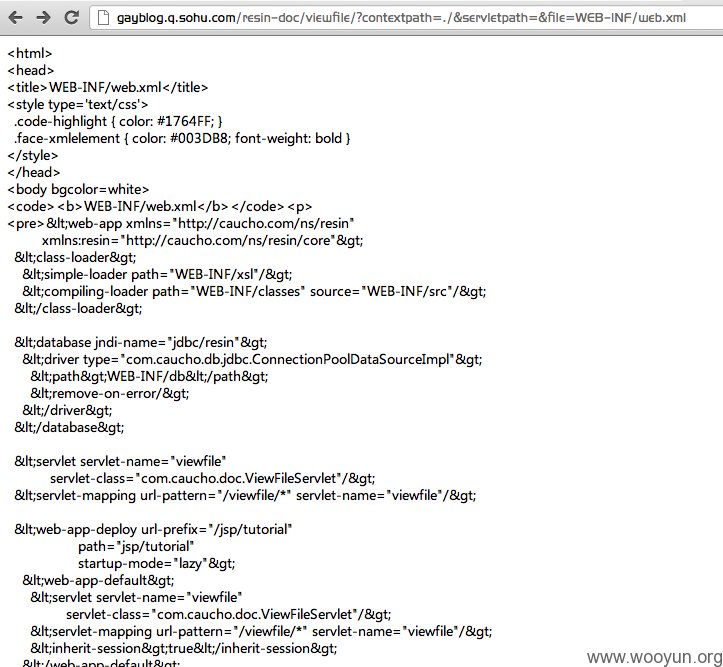 gayblog.q.sohu.com/resin-doc/viewfile/?contextpath=./&servletpath=&file=WEB-INF/web.xml
<html>
<head>
<title>WEB-INF/web.xml</title>
<style type='text/css'>
.code-highlight { color: #1764FF; }
.face-xmlelement { color: #003DB8; font-weight: bold }
</style>
</head>
<body bgcolor=white>
<code> <b>WEB-INF/web.xml</b> </code> <p>
<pre>&lt;web-app xmlns="http://caucho.com/ns/resin"
xmlns:resin="http://caucho.com/ns/resin/core"&gt;
&lt;class-loader&gt;
&lt;simple-loader path="WEB-INF/xsl"/&gt;
&lt;compiling-loader path="WEB-INF/classes" source="WEB-INF/src"/&gt;
&lt;/class-loader&gt;
&lt;database jndi-name="jdbc/resin"&gt;
&lt;driver type="com.caucho.db.jdbc.ConnectionPoolDataSourceImpl"&gt;
&lt;path&gt;WEB-INF/db&lt;/path&gt;
&lt;remove-on-error/&gt;
&lt;/driver&gt;
&lt;/database&gt;
&lt;servlet servlet-name="viewfile"
servlet-class="com.caucho.doc.ViewFileServlet"/&gt;
&lt;servlet-mapping url-pattern="/viewfile/*" servlet-name="viewfile"/&gt;
&lt;web-app-deploy url-prefix="/jsp/tutorial"
path="jsp/tutorial"
startup-mode="lazy"&gt;
&lt;web-app-default&gt;
&lt;servlet servlet-name="viewfile"
servlet-class="com.caucho.doc.ViewFileServlet"/&gt;
&lt;servlet-mapping url-pattern="/viewfile/*" servlet-name="viewfile"/&gt;
&lt;inherit-session&gt;true&lt;/inherit-session&gt;
&lt;/web-app-default&gt;
www.wooyun.org